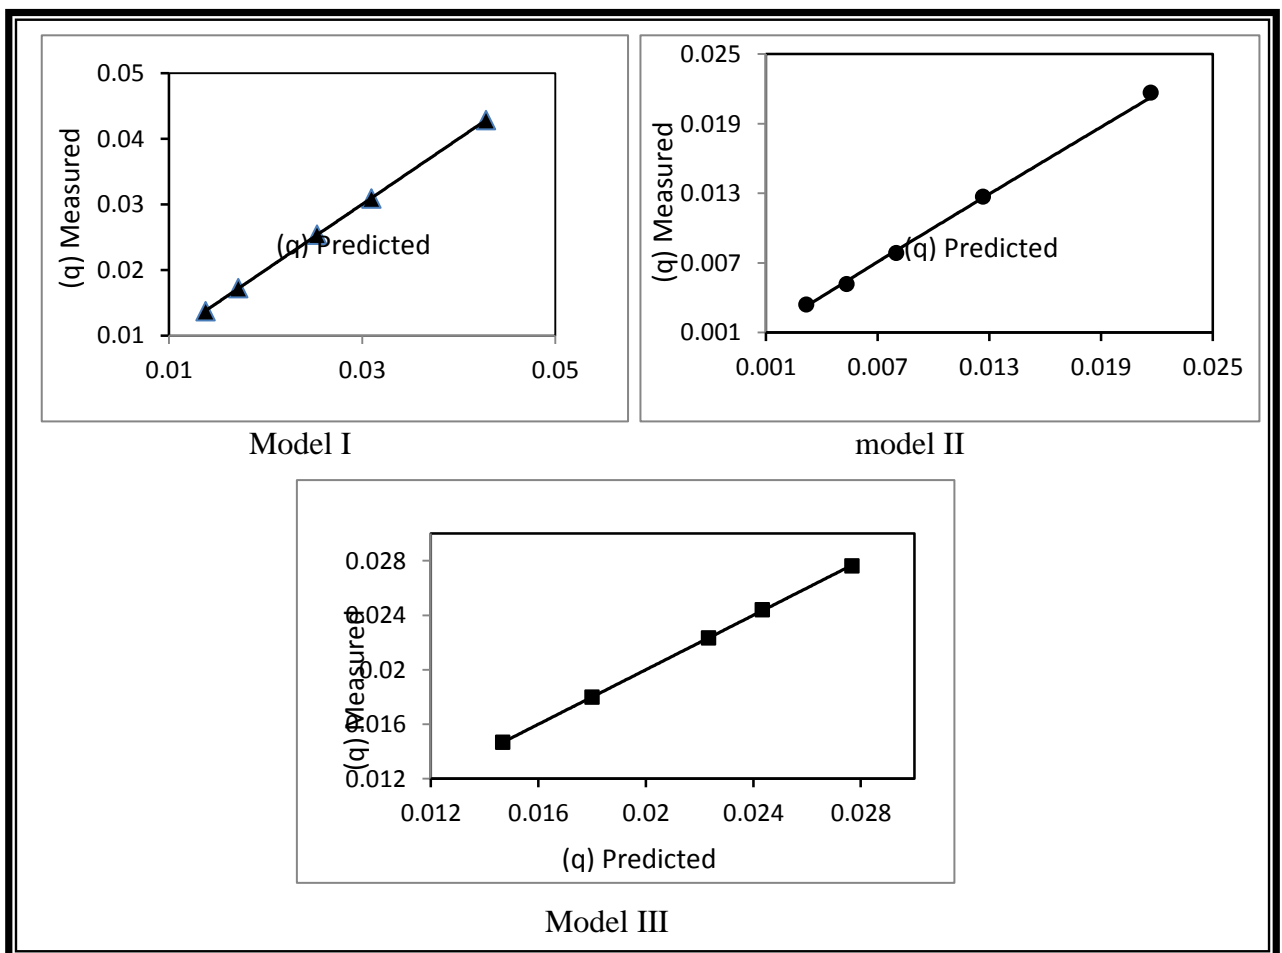 0.05
0.04
0.03
0.02
0.01
(q) Measured
(q) Predicted
0.01 0.03 0.05
Model I
0.025
0.019
0.013
0.007
0.001
(q) Measured
(q) Predicted
0.001 0.007 0.013 0.019 0.025
model II
0.028
0.024
0.02
0.016
0.012
(q) Measured
0.012 0.016 0.02 0.024 0.028
(q) Predicted
Model III